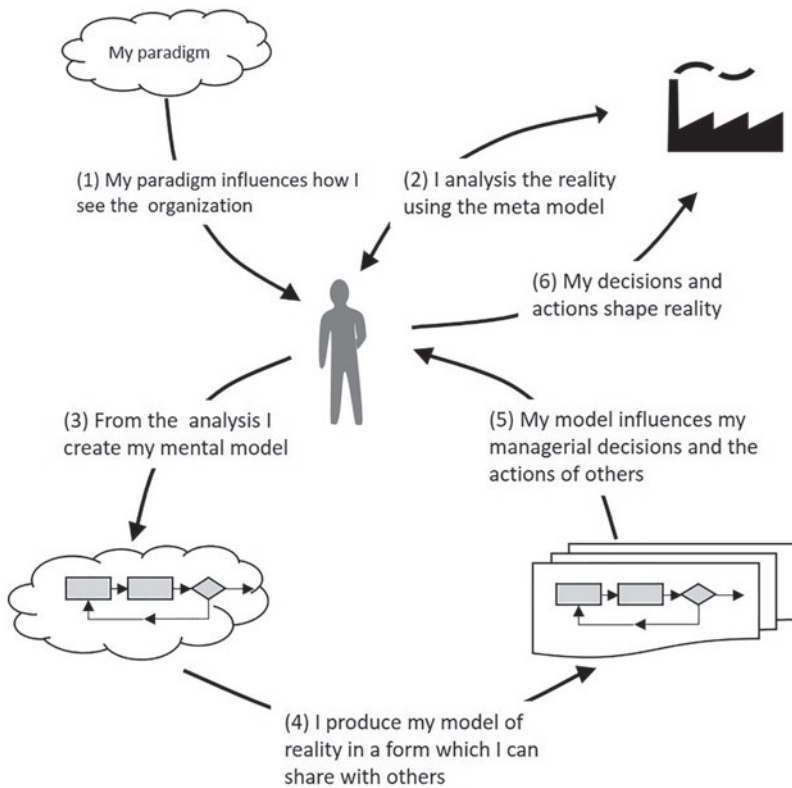 My paradigm
(1) My paradigm influences how I
see the organization
(2) I analysis the reality
using the meta model
(6) My decisions and
actions shape reality
(3) From the analysis I
create my mental model
(5) My model influences my
managerial decisions and the
actions of others
(4) I produce my model of
reality in a form which I can
share with others